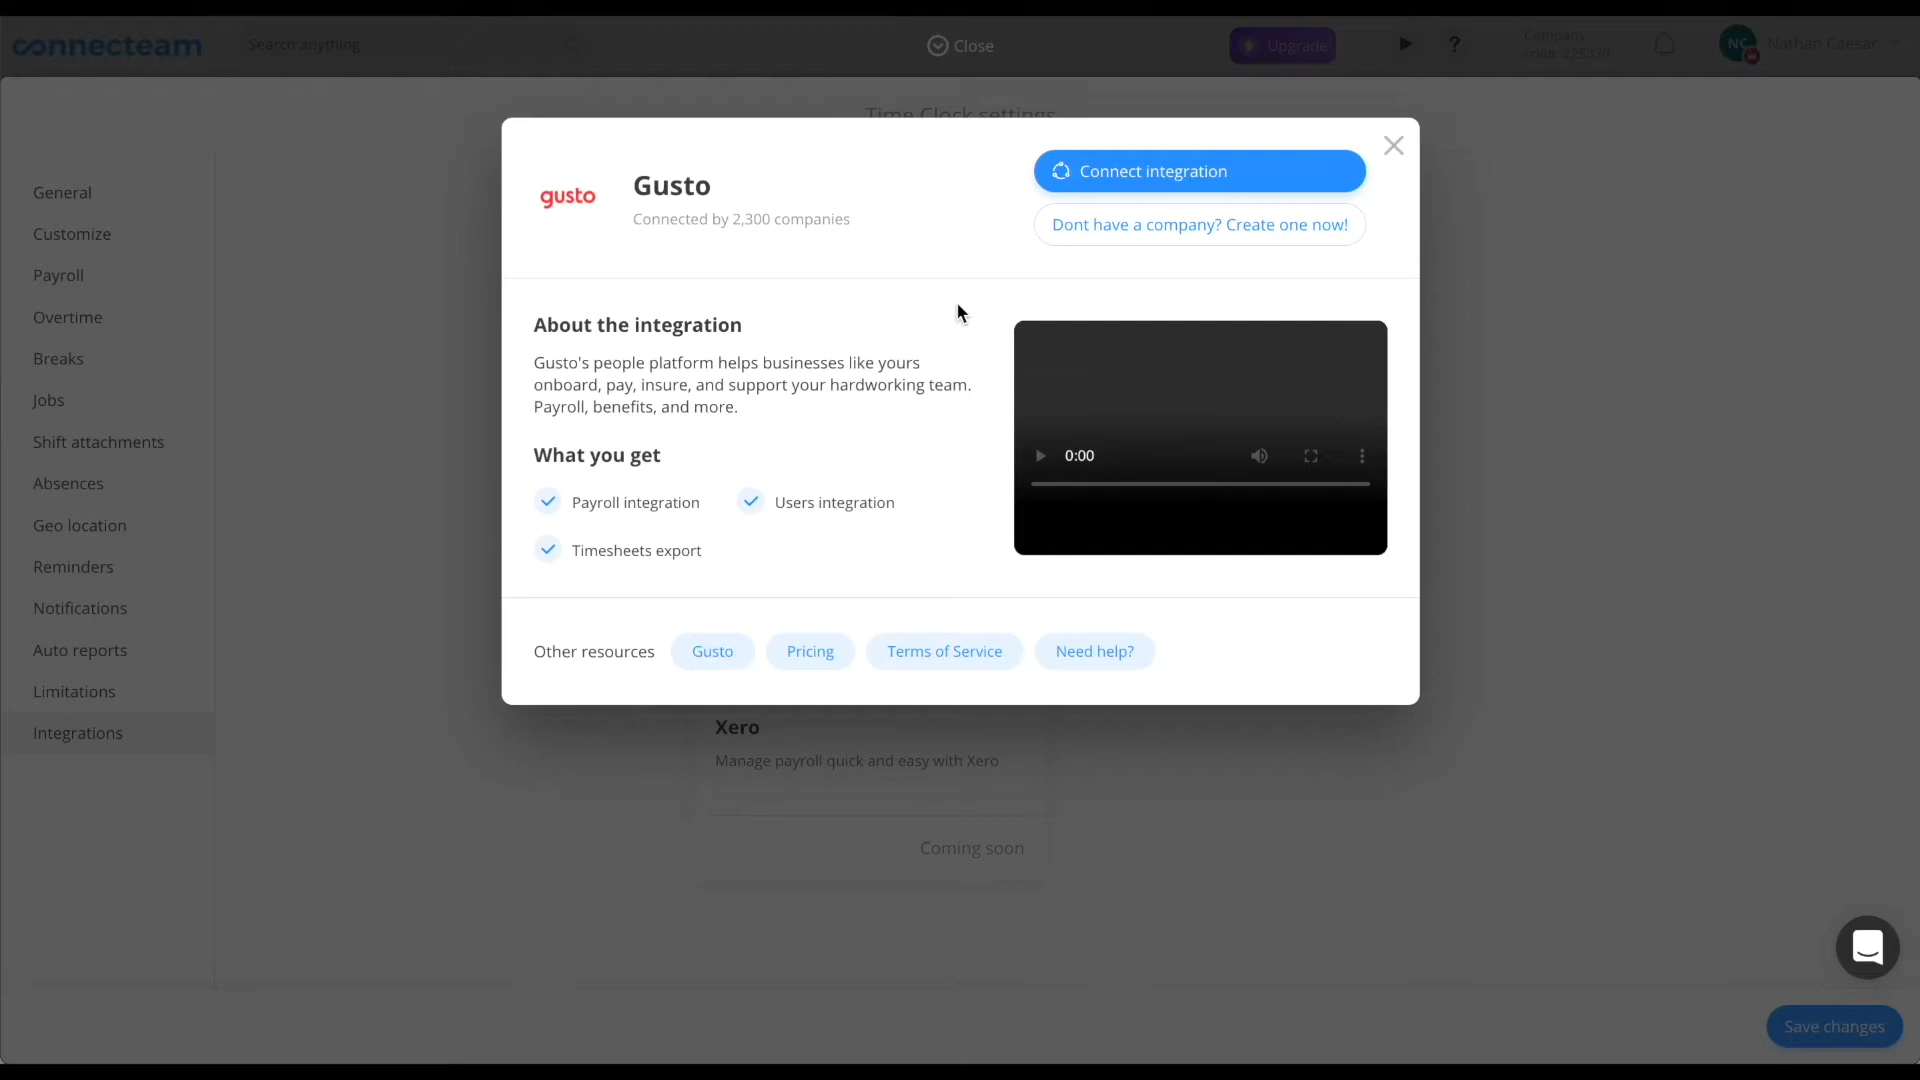 connecteam
Search anything
Close
Upgrade
?
Company
NC
Nathan Caesar
Time Clock settings
General
Customize
Payroll
Overtime
Breaks
Jobs
Shift attachments
Absences
Geo location
Reminders
Notifications
Auto reports
Limitations
Integrations
gusto
Gusto
Connected by 2,300 companies
Connect integration
Dont have a company? Create one now!
About the integration
Gusto's people platform helps businesses like yours
onboard, pay, insure, and support your hardworking team.
Payroll, benefits, and more.
What you get
Payroll integration
Users integration
Timesheets export
0:00
Other resources
Gusto
Pricing
Terms of Service
Need help?
Xero
Manage payroll quick and easy with Xero
Coming soon
Save changes